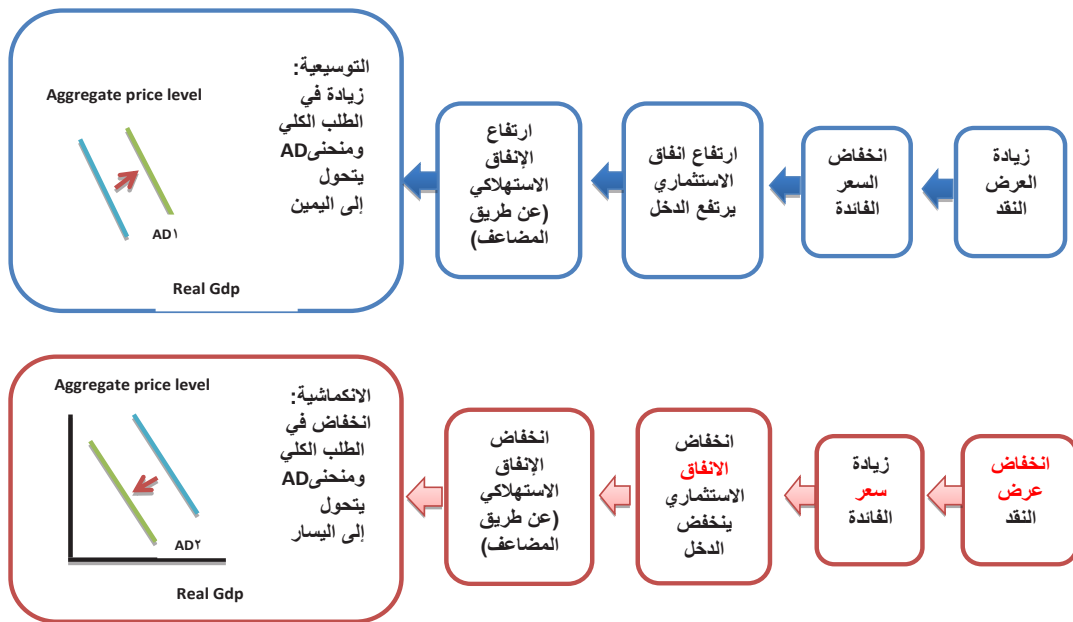 زيادة
العرض
النقد
انخفاض
السعر
الفائدة
ارتفاع انفاق
الاستثماري
يرتفع الدخل
ارتفاع
الإنفاق
الاستهلاكي
(عن طريق
المضاعف)
التوسيعية:
زيادة في
الطلب الكلي
ومنحنىAD
يتحول
إلى اليمين
Aggregate price level
AD١
Real Gdp
انخفاض
عرض
النقد
زيادة
سعر
الفائدة
انخفاض
الانفاق
الاستثماري
ينخفض
الدخل
انخفاض
الإنفاق
الاستهلاكي
(عن طريق
المضاعف)
الانكماشية:
انخفاض في
الطلب الكلي
ومنحنىAD
يتحول
إلى اليسار
Aggregate price level
AD٢
Real Gdp